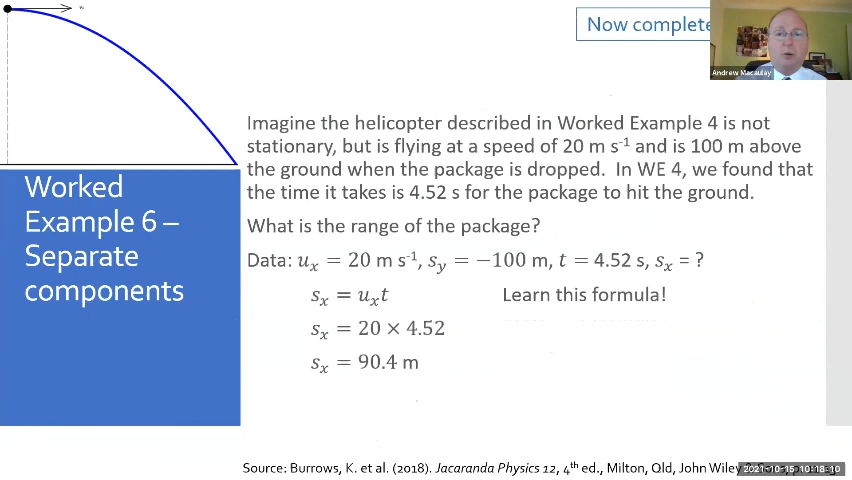 Now complete
Andrew Macaulay
Imagine the helicopter described in Worked Example 4 is not
stationary, but is flying at a speed of 20 m s⁻¹ and is 100 m above
the ground when the package is dropped. In WE 4, we found that
the time it takes is 4.52 s for the package to hit the ground.
What is the range of the package?
Data: uₓ = 20 m s⁻¹, s_y = −100 m, t = 4.52 s, sₓ = ?
sₓ = uₓt
Learn this formula!
sₓ = 20 × 4.52
sₓ = 90.4 m
Worked
Example 6 –
Separate
components
Source: Burrows, K. et al. (2018). Jacaranda Physics 12, 4th ed., Milton, Qld, John Wiley
2021-10-15 10:18:10